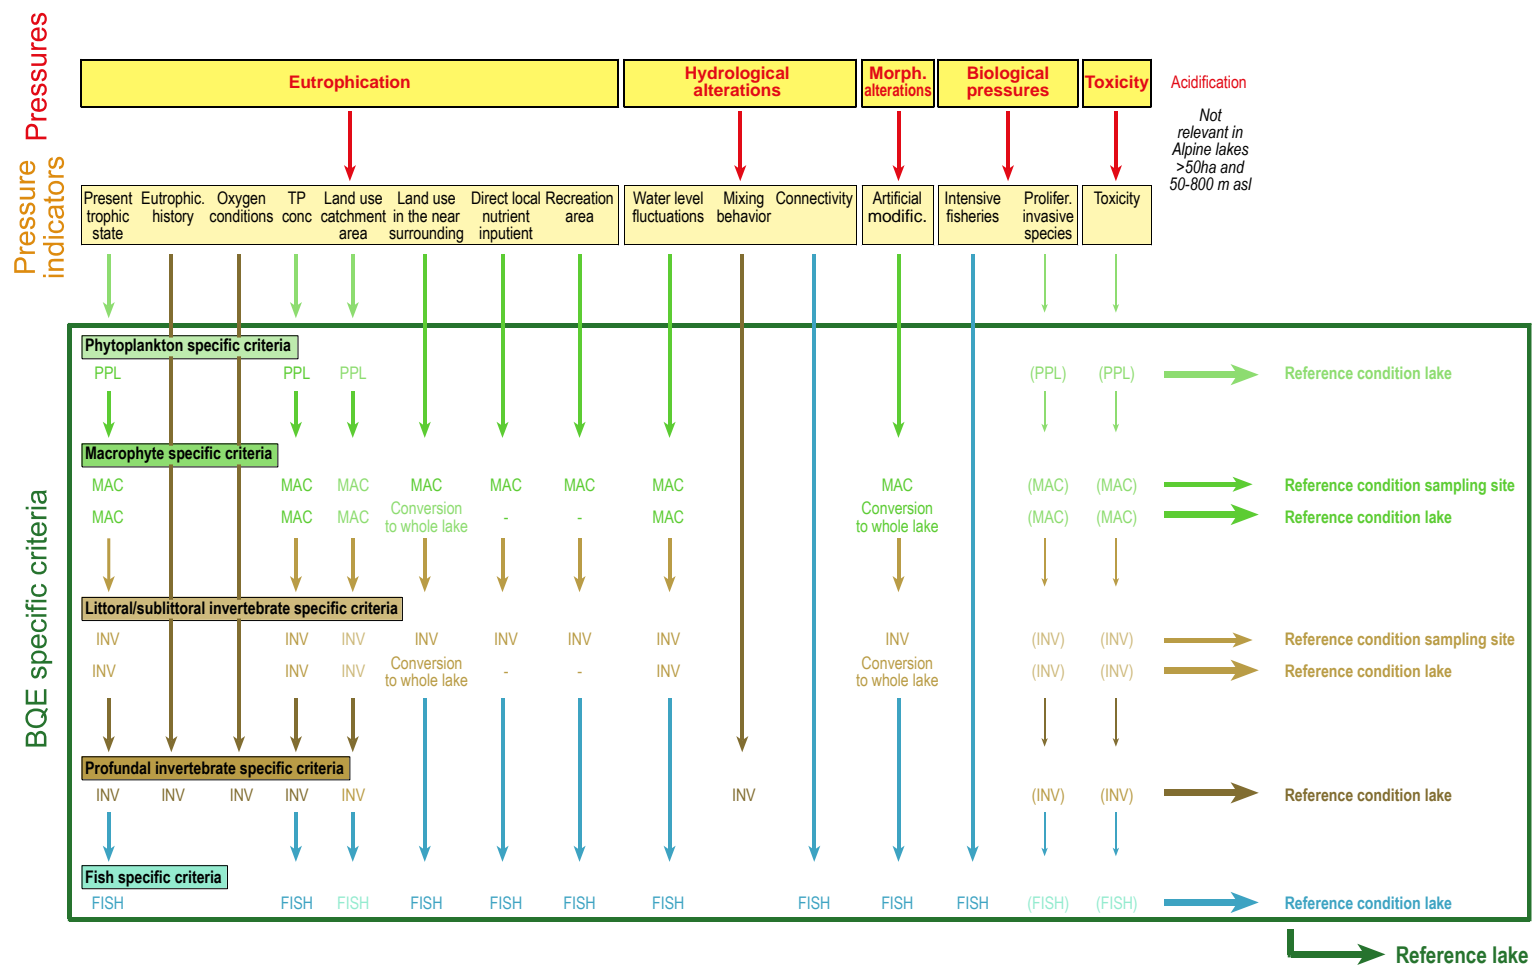 Pressures
Eutrophication
Hydrological
alterations
Morph.
alterations
Biological
pressures
Toxicity
Acidification
Not
relevant in
Alpine lakes
>50ha and
50-800 m asl
Pressure
indicators
Present
trophic
state
Eutrophic.
history
Oxygen
conditions
TP
conc
Land use
catchment
area
Land use
in the near
surrounding
Direct local
nutrient
inputient
Recreation
area
Water level
fluctuations
Mixing
behavior
Connectivity
Artificial
modific.
Intensive
fisheries
Prolifer.
invasive
species
Toxicity
BQE specific criteria
Phytoplankton specific criteria
PPL PPL PPL (PPL) (PPL) Reference condition lake
Macrophyte specific criteria
MAC MAC MAC MAC MAC MAC MAC MAC (MAC) (MAC) Reference condition sampling site
MAC MAC MAC Conversion
to whole lake - - MAC Conversion
to whole lake (MAC) (MAC) Reference condition lake
Littoral/sublittoral invertebrate specific criteria
INV INV INV INV INV INV INV INV (INV) (INV) Reference condition sampling site
INV INV INV Conversion
to whole lake - - INV Conversion
to whole lake (INV) (INV) Reference condition lake
Profundal invertebrate specific criteria
INV INV INV INV INV INV (INV) (INV) Reference condition lake
Fish specific criteria
FISH FISH FISH FISH FISH FISH FISH FISH FISH FISH (FISH) (FISH) Reference condition lake
Reference lake